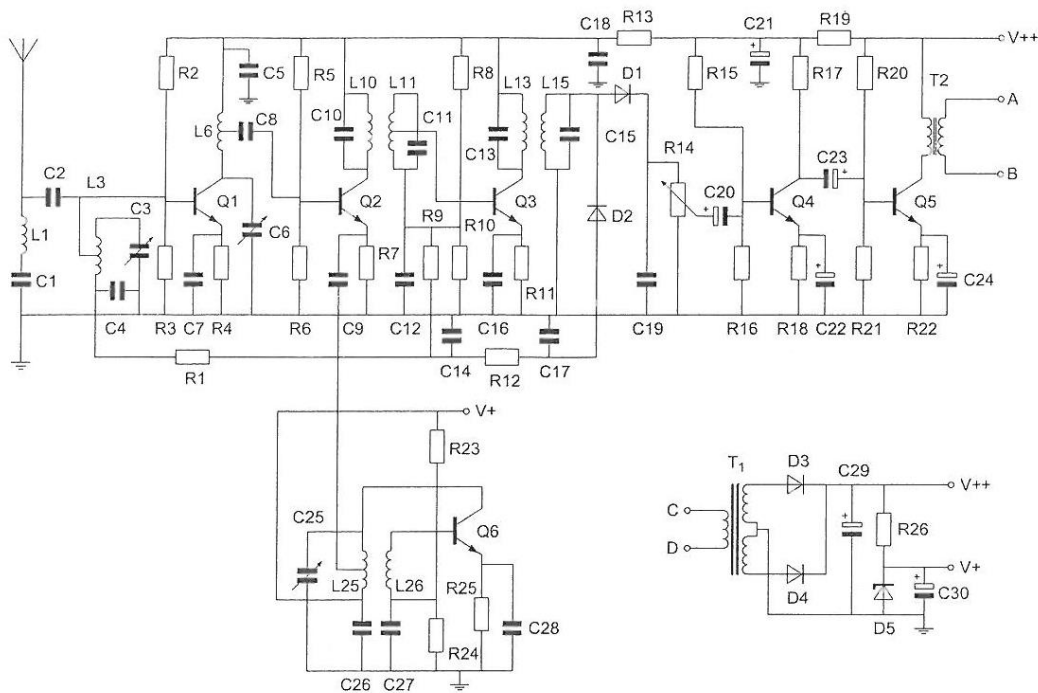 C18 R13 C21 R19
V++
R2 C5 R5 L10 L11 R8 L13 L15 D1 R15 R17 R20 T2
A
C8 C10 C11
L6 C13 C15
C2 L3 R14 C23
B
C3 Q1 Q2 Q3 C20 Q4 Q5
D2
L1 C6 R7 R9 R10
C1 R11 C24
C4 R3 C7 R4 R6 C9 C12 C16 C19 R16 R18 C22 R21 R22
R1 C14 R12 C17
V+
R23
T1 D3 C29
V++
C25 Q6 C
R26
D
V+
L25 L26 R25 C30
D4 D5
C28
R24
C26 C27
+
+
+
+
+
+
+